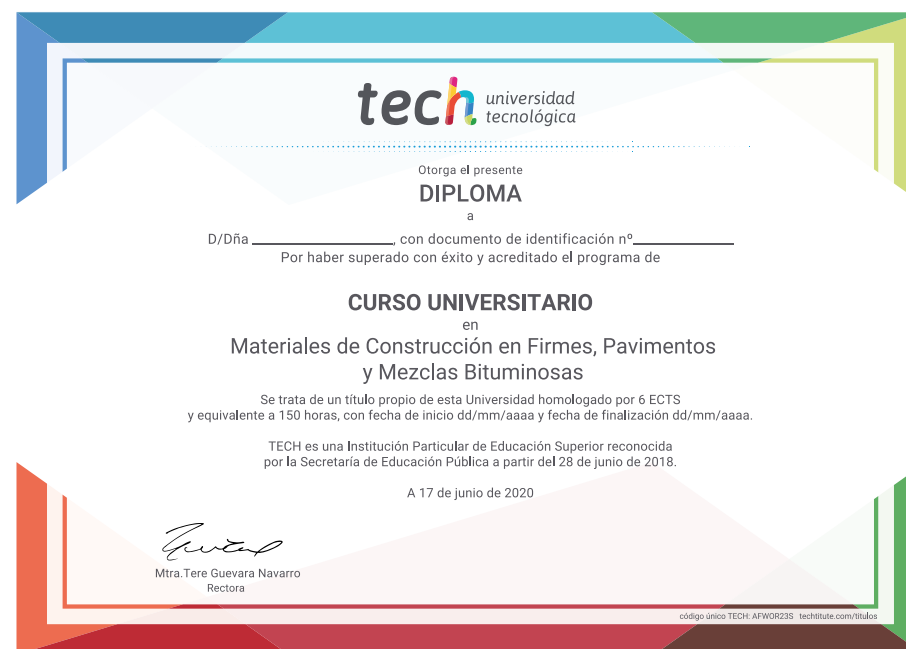 tech universidad
tecnológica
Otorga el presente
DIPLOMA
a
D/Dña ____________________, con documento de identificación nº______________
Por haber superado con éxito y acreditado el programa de
CURSO UNIVERSITARIO
en
Materiales de Construcción en Firmes, Pavimentos
y Mezclas Bituminosas
Se trata de un título propio de esta Universidad homologado por 6 ECTS
y equivalente a 150 horas, con fecha de inicio dd/mm/aaaa y fecha de finalización dd/mm/aaaa.
TECH es una Institución Particular de Educación Superior reconocida
por la Secretaría de Educación Pública a partir del 28 de junio de 2018.
A 17 de junio de 2020
Mtra.Tere Guevara Navarro
Rectora
código único TECH: AFWOR23S techtitute.com/titulos